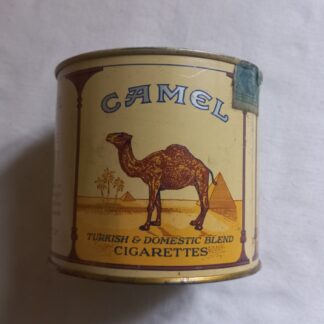 CAMEL
TURKISH & DOMESTIC BLEND
CIGARETTES